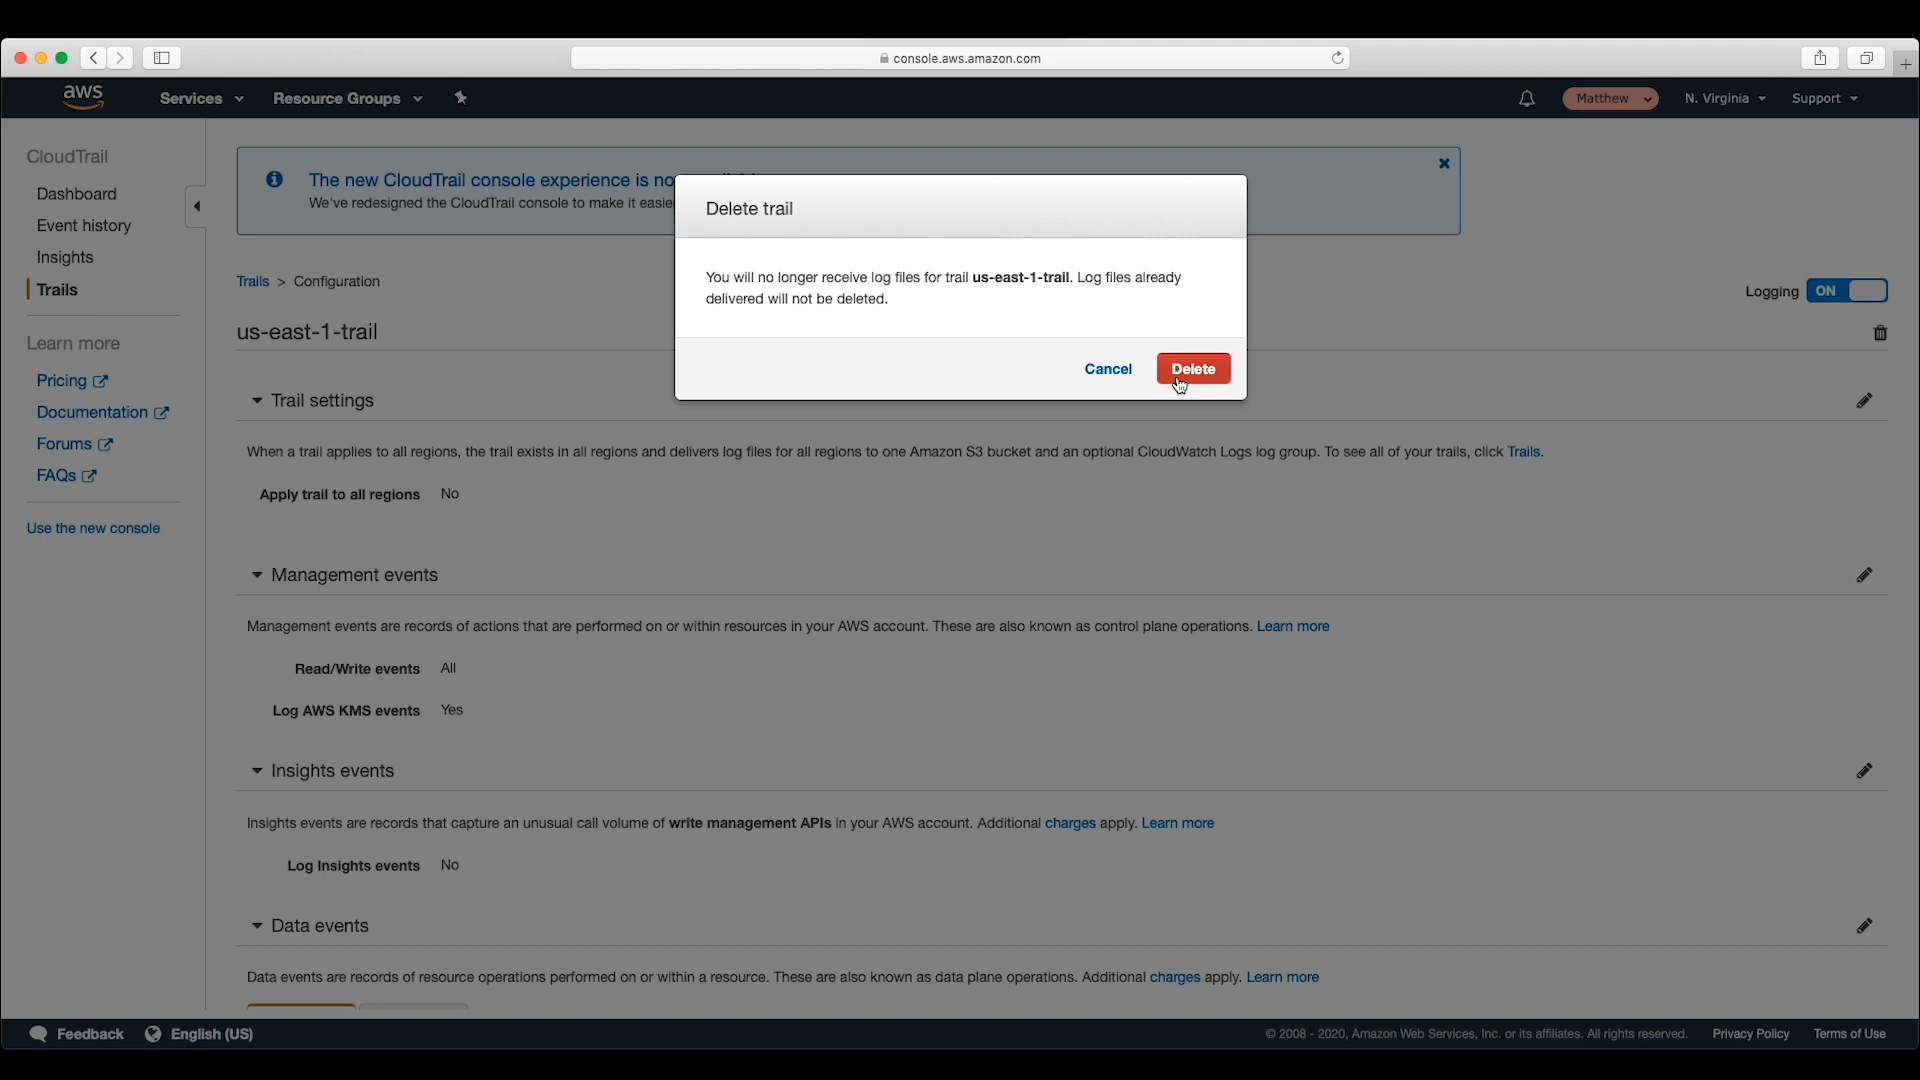 console.aws.amazon.com
aws
Services
Resource Groups
Matthew
N. Virginia
Support
CloudTrail
Dashboard
Event history
Insights
Trails
Learn more
Pricing
Documentation
Forums
FAQs
Use the new console
The new CloudTrail console experience is
We've redesigned the CloudTrail console to make it
Delete trail
You will no longer receive log files for trail us-east-1-trail. Log files already
delivered will not be deleted.
Cancel
Delete
Trails > Configuration
Logging ON
us-east-1-trail
Trail settings
When a trail applies to all regions, the trail exists in all regions and delivers log files for all regions to one Amazon S3 bucket and an optional CloudWatch Logs log group. To see all of your trails, click Trails.
Apply trail to all regions No
Management events
Management events are records of actions that are performed on or within resources in your AWS account. These are also known as control plane operations. Learn more
Read/Write events All
Log AWS KMS events Yes
Insights events
Insights events are records that capture an unusual call volume of write management APIs in your AWS account. Additional charges apply. Learn more
Log Insights events No
Data events
Data events are records of resource operations performed on or within a resource. These are also known as data plane operations. Additional charges apply. Learn more
Feedback
English (US)
© 2008 - 2020, Amazon Web Services, Inc. or its affiliates. All rights reserved.
Privacy Policy
Terms of Use